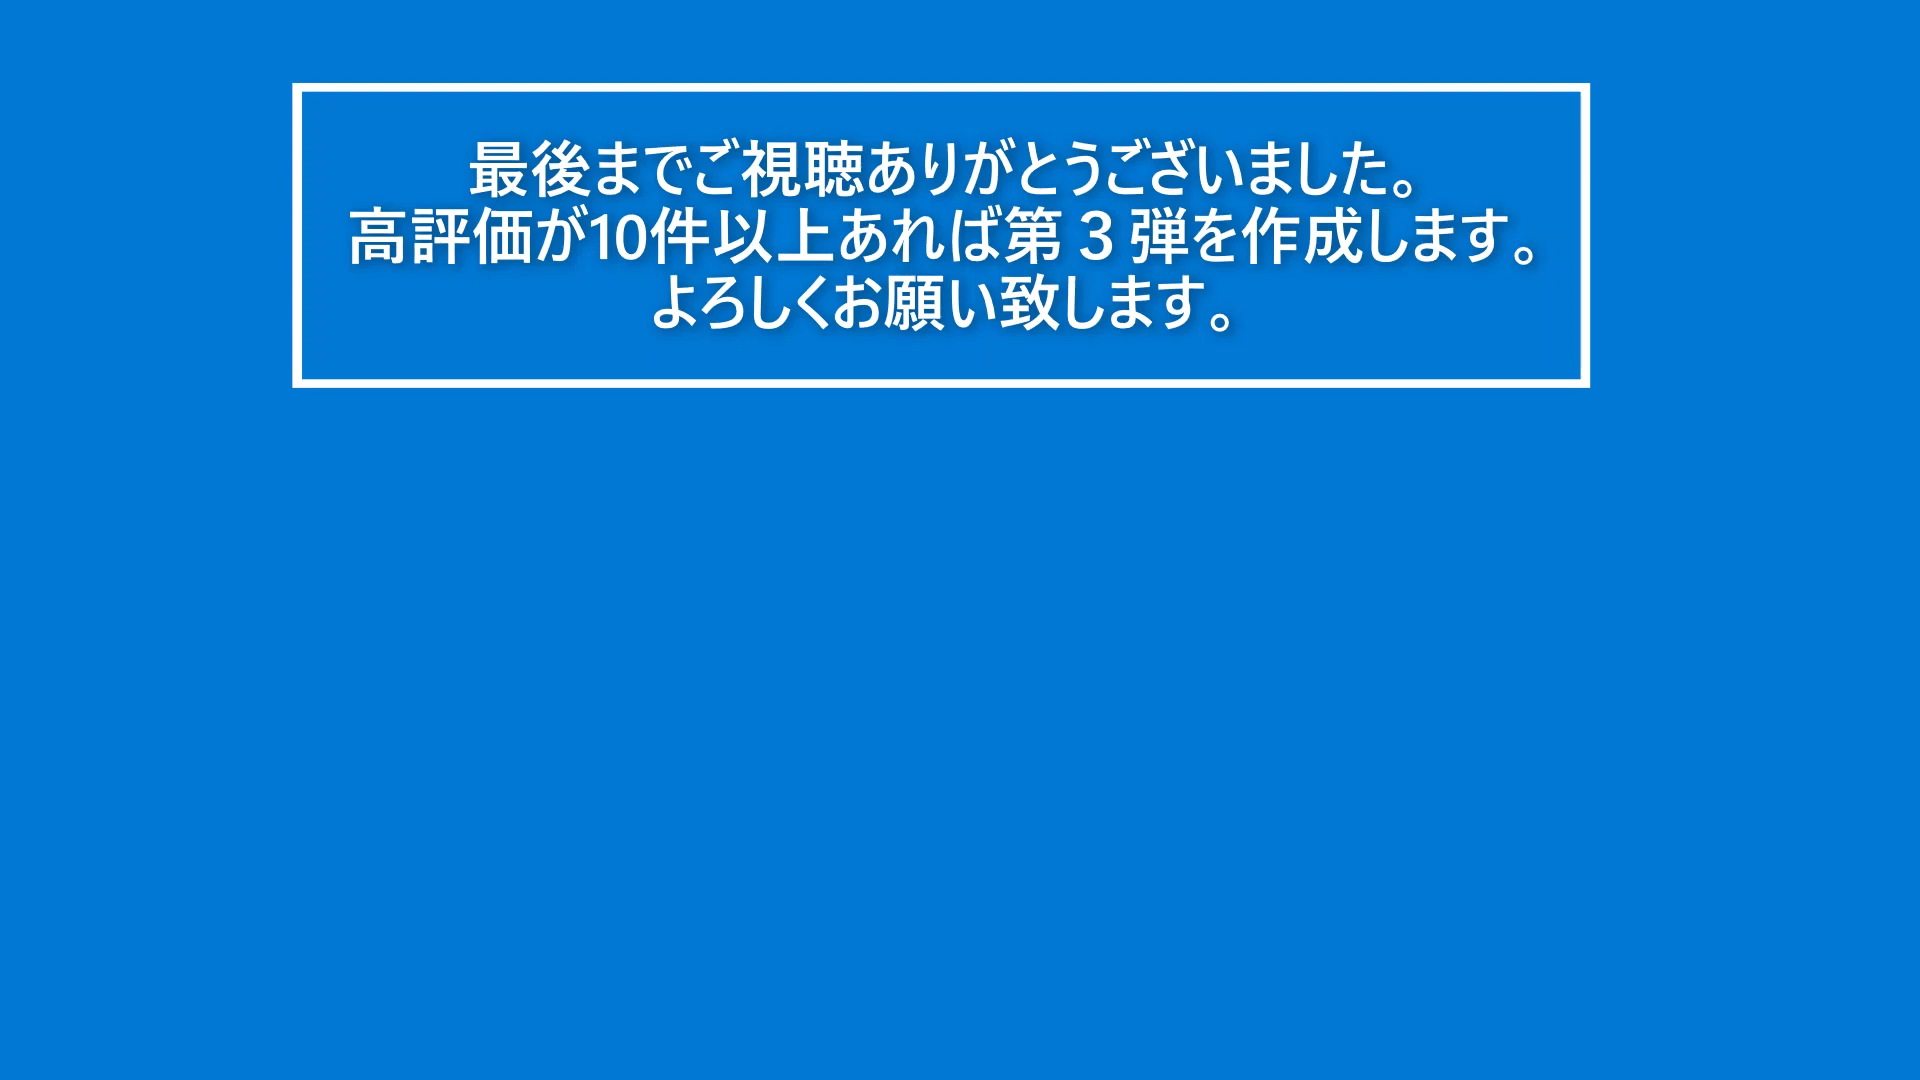 最後までご視聴ありがとうございました。
高評価が10件以上あれば第３弾を作成します。
よろしくお願い致します。